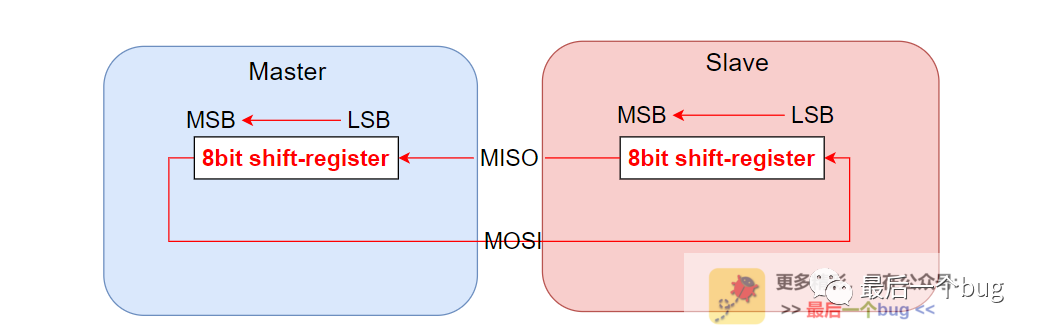 Master
Slave
MSB
LSB
MSB
LSB
8bit shift-register
MISO
8bit shift-register
MOSI
更多
最后一个bug
>> 最后一个bug <<